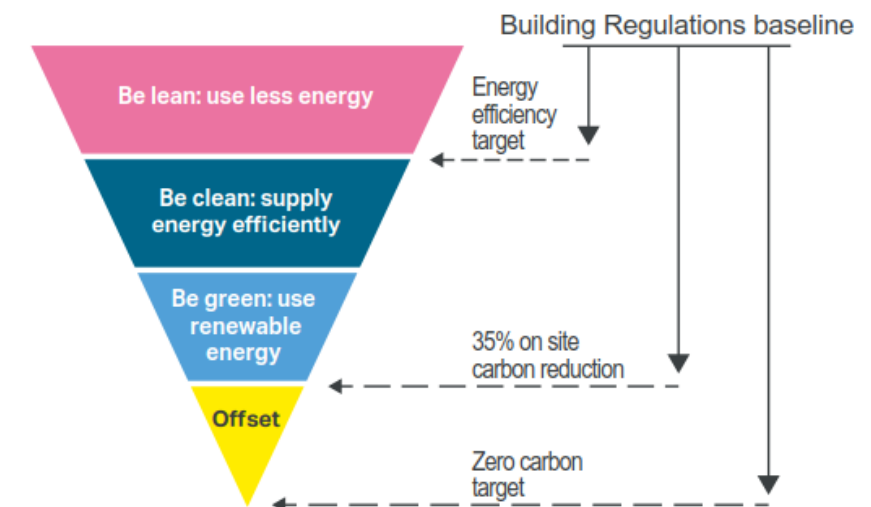 Building Regulations baseline
Be lean: use less energy
Energy
efficiency
target
Be clean: supply
energy efficiently
Be green: use
renewable
energy
35% on site
carbon reduction
Offset
Zero carbon
target